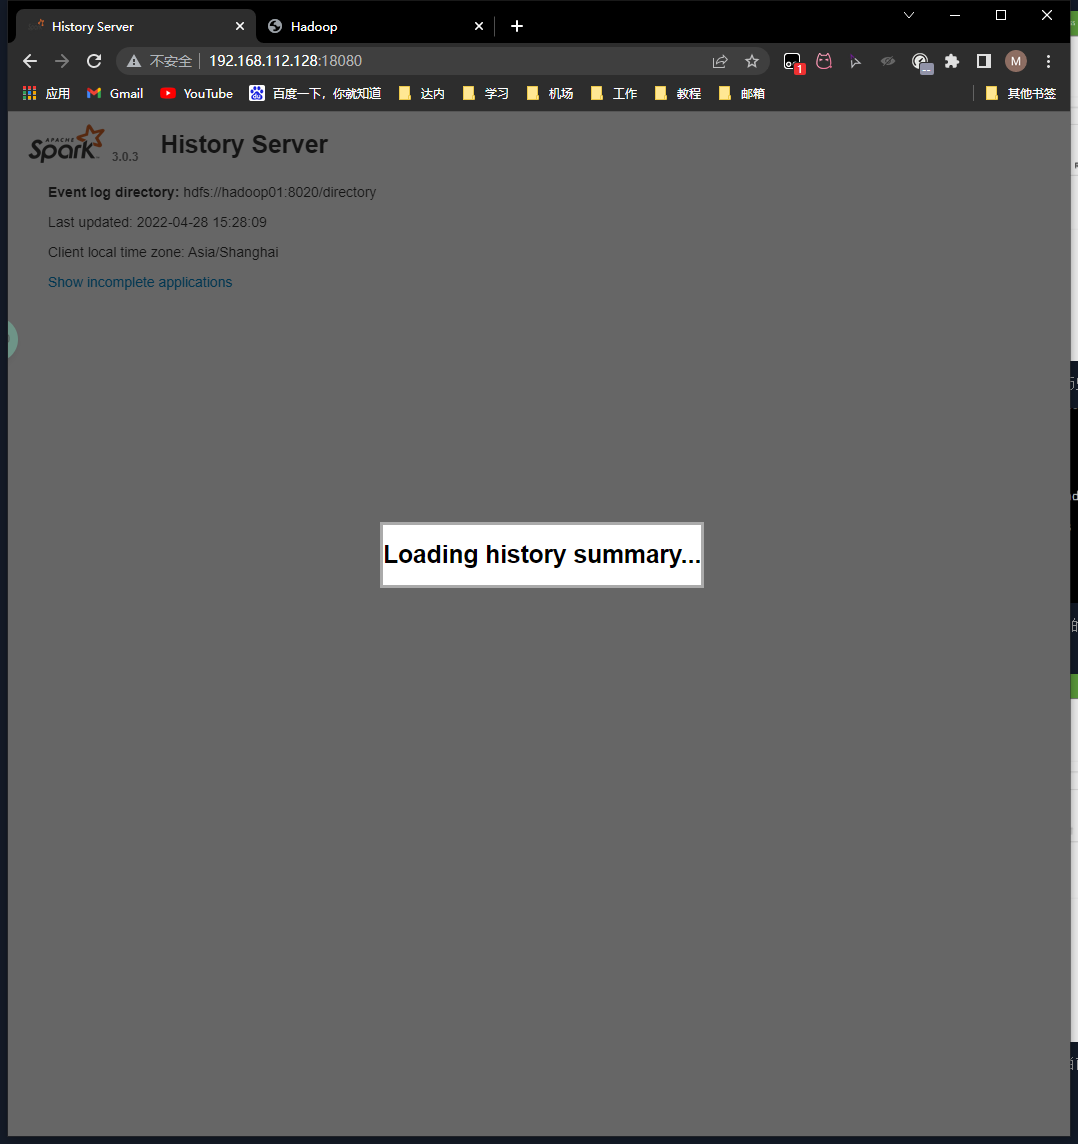 History Server
Hadoop
不安全 192.168.112.128:18080
1
M
应用 Gmail YouTube 百度一下，你就知道 达内 学习 机场 工作 教程 邮箱 其他书签
APACHE
Spark 3.0.3 History Server
Event log directory: hdfs://hadoop01:8020/directory
Last updated: 2022-04-28 15:28:09
Client local time zone: Asia/Shanghai
Show incomplete applications
Loading history summary...